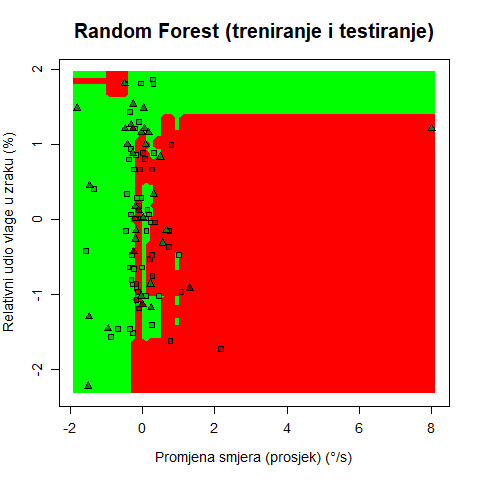 Random Forest (treniranje i testiranje)
Relativni udio vlage u zraku (%)
2
1
0
-1
-2
-2 0 2 4 6 8
Promjena smjera (prosjek) (°/s)